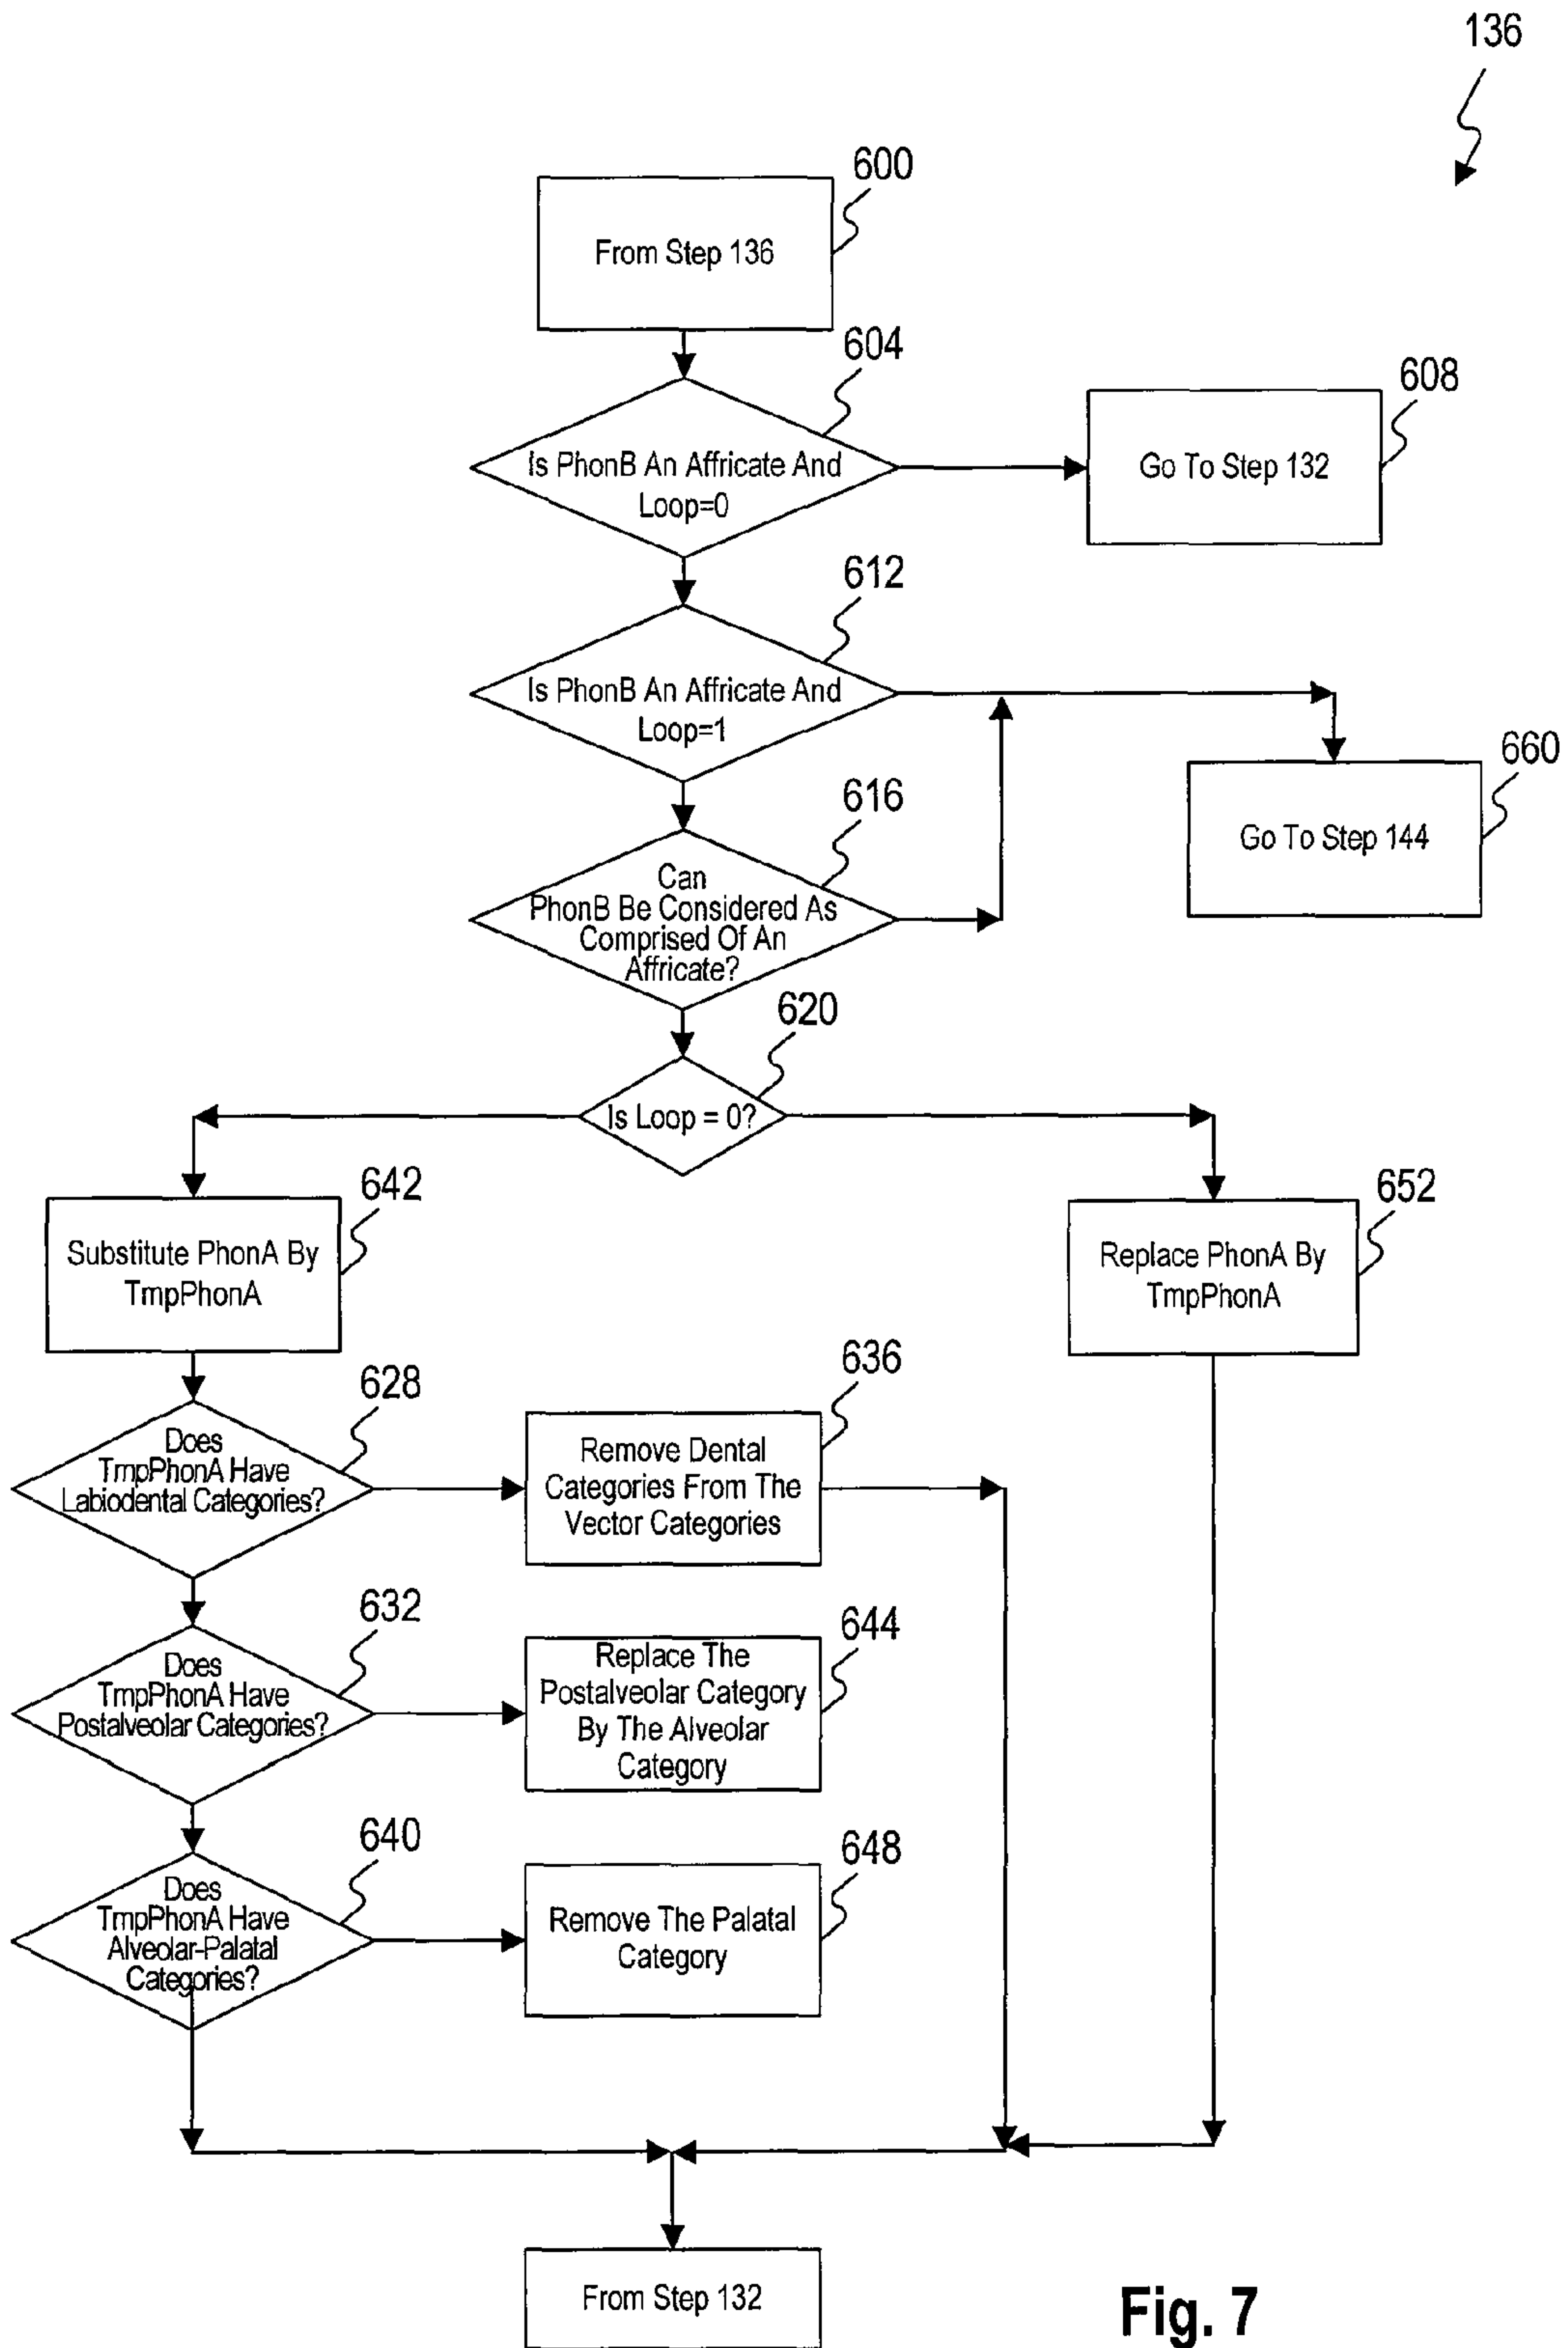 136
600
From Step 136
604
Is PhonB An Affricate And
Loop=0
608
Go To Step 132
612
Is PhonB An Affricate And
Loop=1
660
Go To Step 144
616
Can
PhonB Be Considered As
Comprised Of An
Affricate?
620
Is Loop = 0?
642
Substitute PhonA By
TmpPhonA
652
Replace PhonA By
TmpPhonA
628
Does
TmpPhonA Have
Labiodental Categories?
636
Remove Dental
Categories From The
Vector Categories
632
Does
TmpPhonA Have
Postalveolar Categories?
644
Replace The
Postalveolar Category
By The Alveolar
Category
640
Does
TmpPhonA Have
Alveolar-Palatal
Categories?
648
Remove The Palatal
Category
From Step 132
Fig. 7